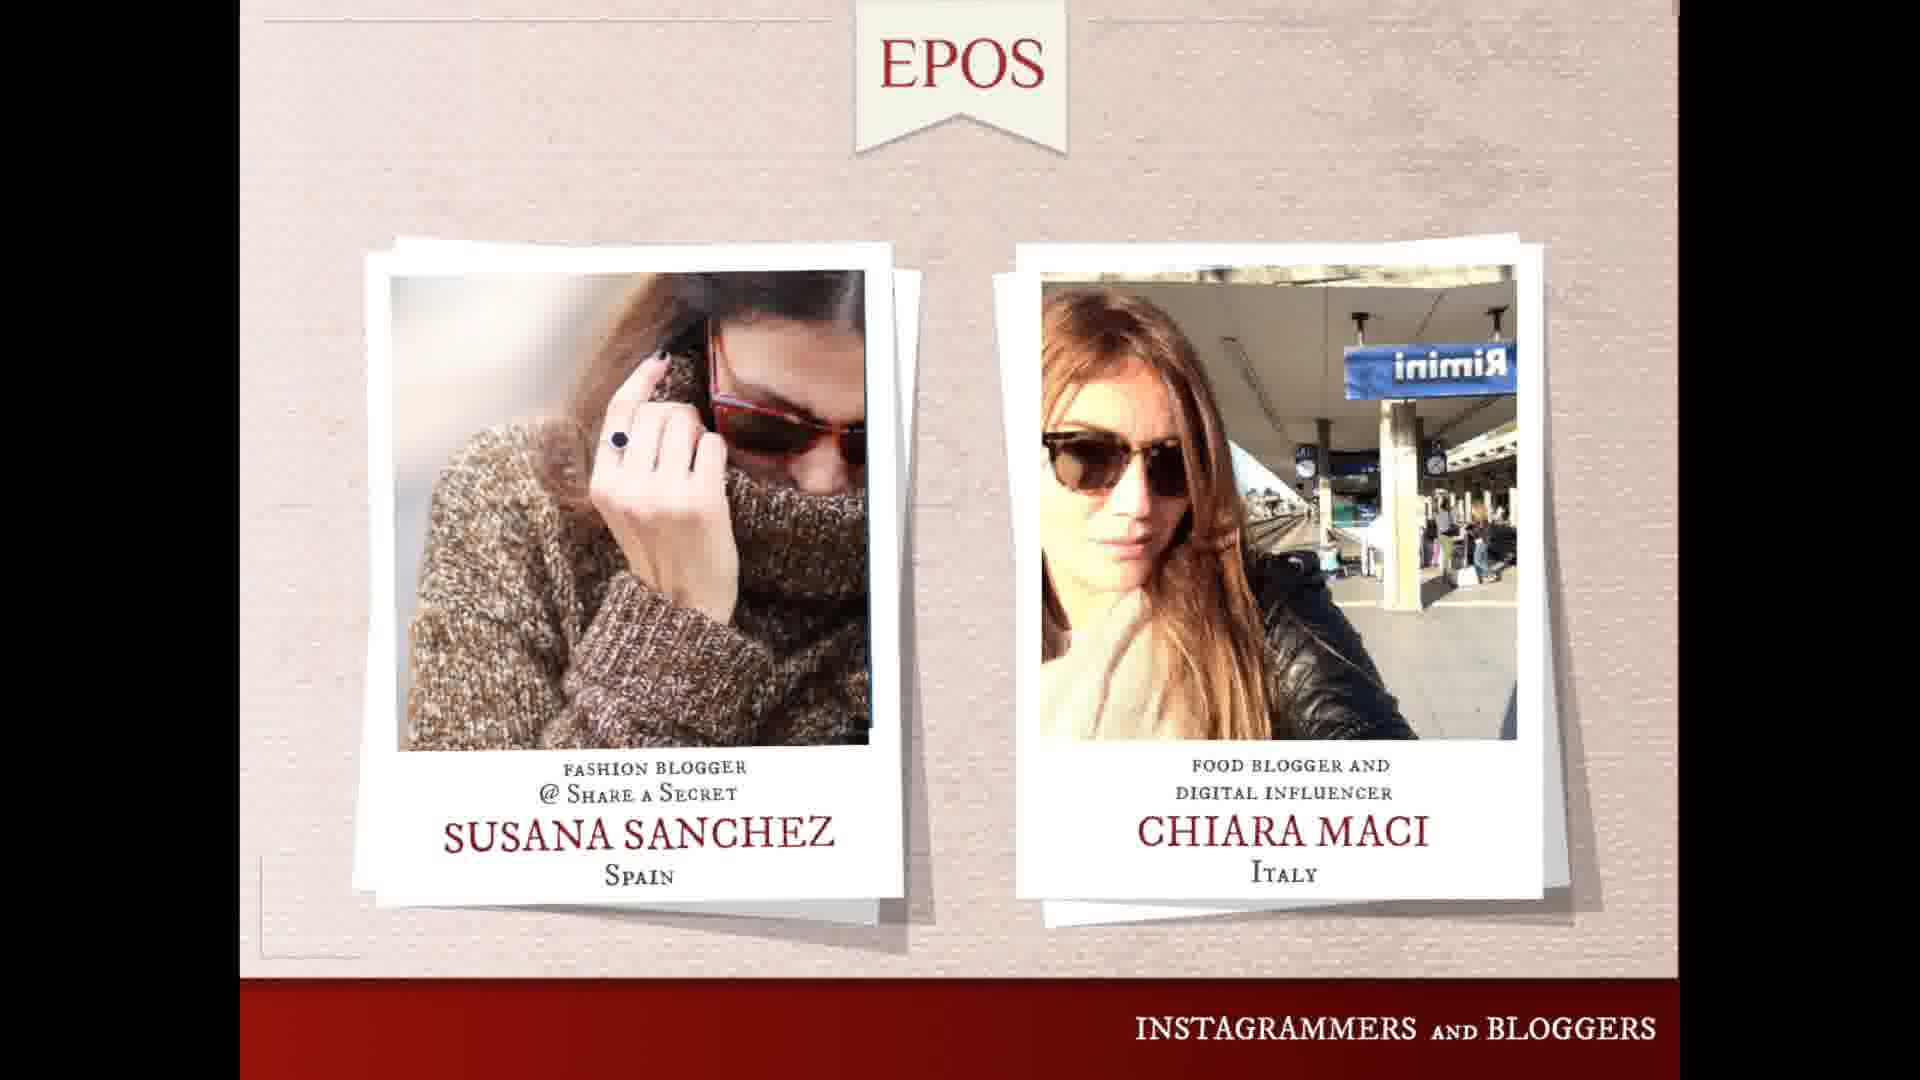 EPOS
Rimini
FASHION BLOGGER
@ SHARE A SECRET
SUSANA SANCHEZ
SPAIN
FOOD BLOGGER AND
DIGITAL INFLUENCER
CHIARA MACI
ITALY
INSTAGRAMMERS AND BLOGGERS